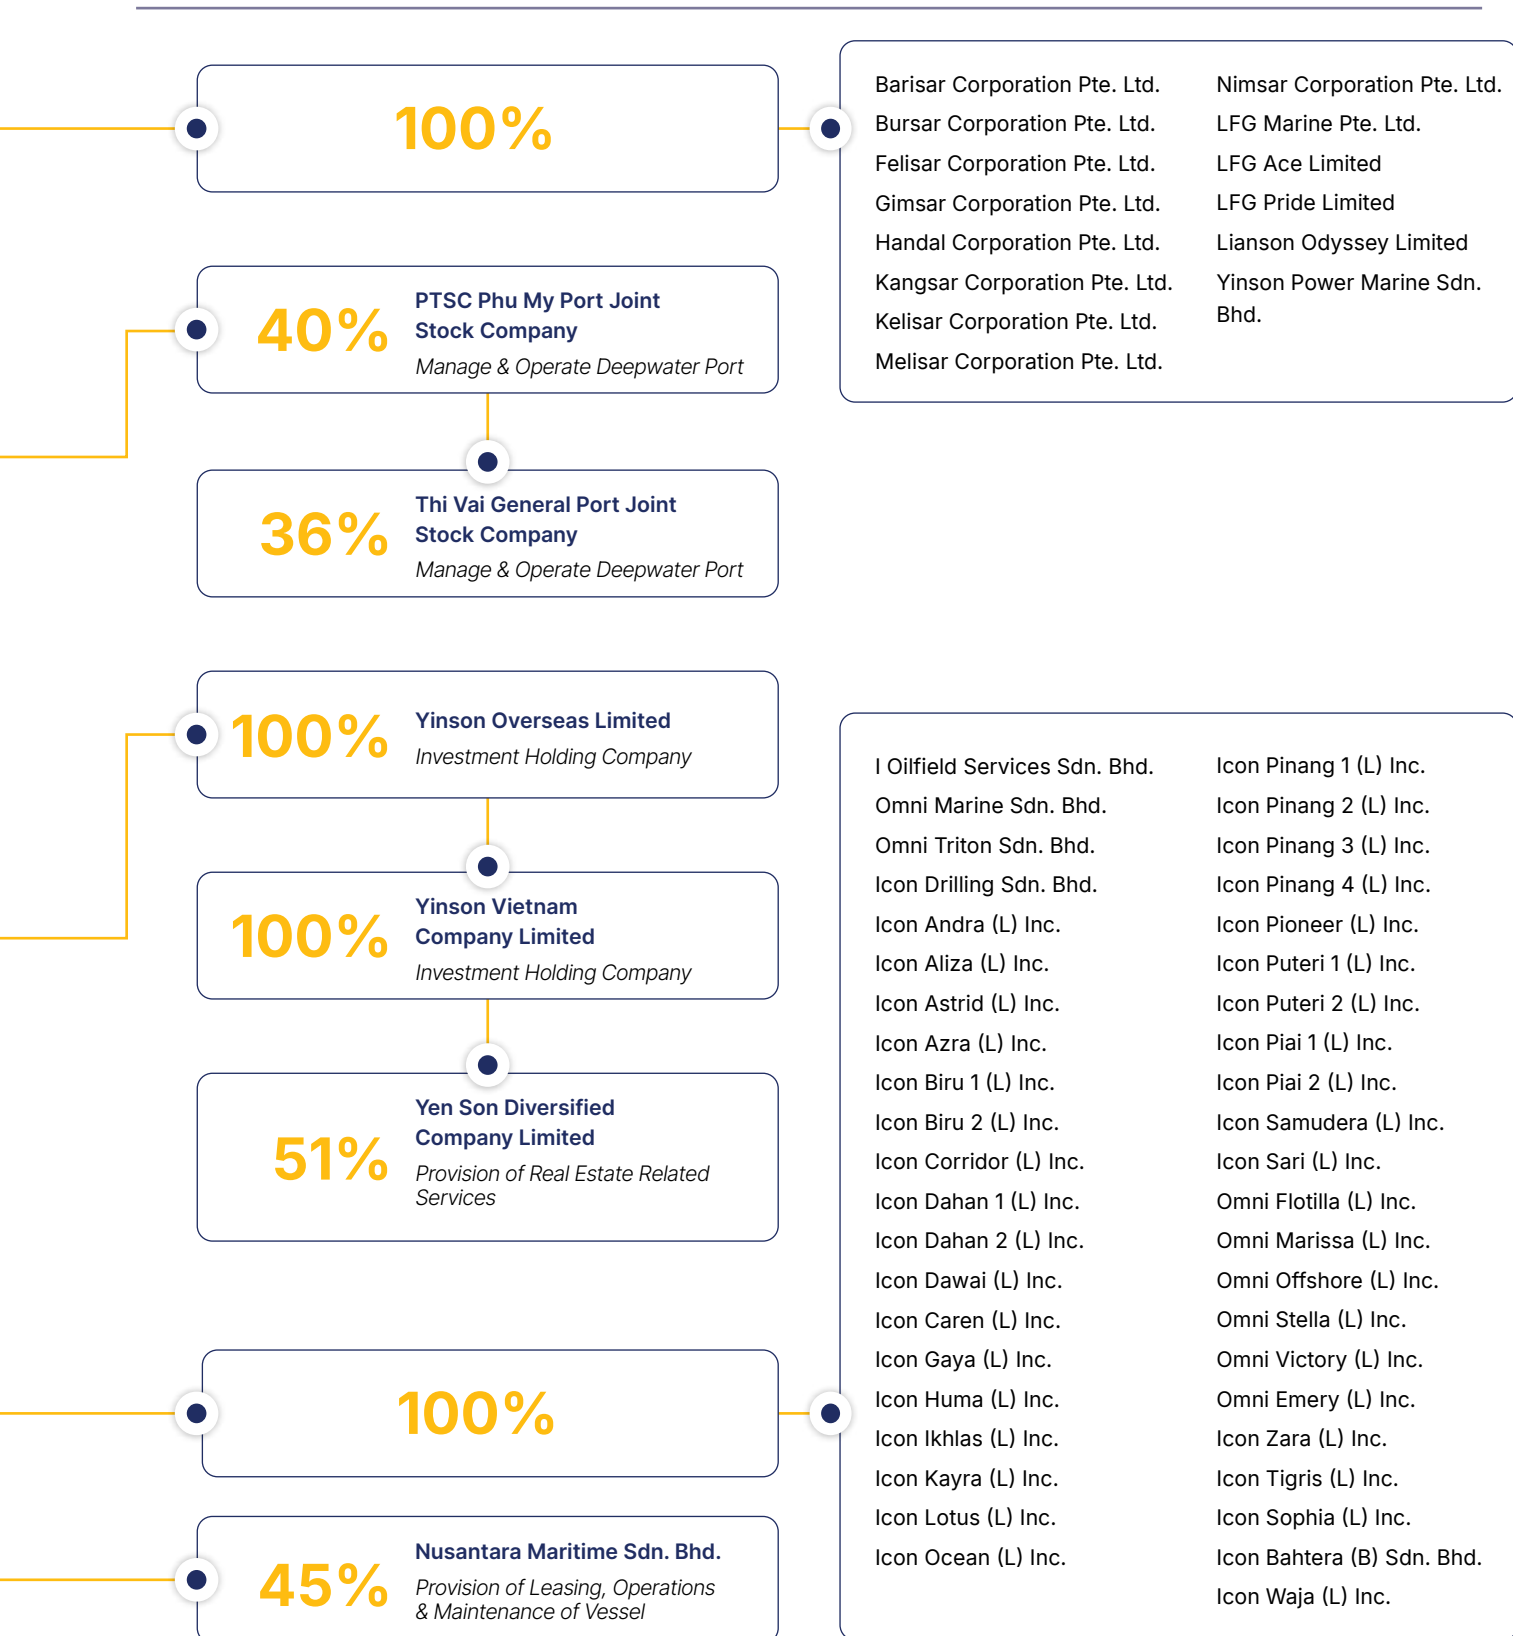 100%
Barisar Corporation Pte. Ltd.
Bursar Corporation Pte. Ltd.
Felisar Corporation Pte. Ltd.
Gimsar Corporation Pte. Ltd.
Handal Corporation Pte. Ltd.
Kangsar Corporation Pte. Ltd.
Kelisar Corporation Pte. Ltd.
Melisar Corporation Pte. Ltd.
Nimsar Corporation Pte. Ltd.
LFG Marine Pte. Ltd.
LFG Ace Limited
LFG Pride Limited
Lianson Odyssey Limited
Yinson Power Marine Sdn.
Bhd.
40%
PTSC Phu My Port Joint
Stock Company
Manage & Operate Deepwater Port
36%
Thi Vai General Port Joint
Stock Company
Manage & Operate Deepwater Port
100%
Yinson Overseas Limited
Investment Holding Company
100%
Yinson Vietnam
Company Limited
Investment Holding Company
51%
Yen Son Diversified
Company Limited
Provision of Real Estate Related
Services
100%
I Oilfield Services Sdn. Bhd.
Omni Marine Sdn. Bhd.
Omni Triton Sdn. Bhd.
Icon Drilling Sdn. Bhd.
Icon Andra (L) Inc.
Icon Aliza (L) Inc.
Icon Astrid (L) Inc.
Icon Azra (L) Inc.
Icon Biru 1 (L) Inc.
Icon Biru 2 (L) Inc.
Icon Corridor (L) Inc.
Icon Dahan 1 (L) Inc.
Icon Dahan 2 (L) Inc.
Icon Dawai (L) Inc.
Icon Caren (L) Inc.
Icon Gaya (L) Inc.
Icon Huma (L) Inc.
Icon Ikhlas (L) Inc.
Icon Kayra (L) Inc.
Icon Lotus (L) Inc.
Icon Ocean (L) Inc.
Icon Pinang 1 (L) Inc.
Icon Pinang 2 (L) Inc.
Icon Pinang 3 (L) Inc.
Icon Pinang 4 (L) Inc.
Icon Pioneer (L) Inc.
Icon Puteri 1 (L) Inc.
Icon Puteri 2 (L) Inc.
Icon Piai 1 (L) Inc.
Icon Piai 2 (L) Inc.
Icon Samudera (L) Inc.
Icon Sari (L) Inc.
Omni Flotilla (L) Inc.
Omni Marissa (L) Inc.
Omni Offshore (L) Inc.
Omni Stella (L) Inc.
Omni Victory (L) Inc.
Omni Emery (L) Inc.
Icon Zara (L) Inc.
Icon Tigris (L) Inc.
Icon Sophia (L) Inc.
Icon Bahtera (B) Sdn. Bhd.
Icon Waja (L) Inc.
45%
Nusantara Maritime Sdn. Bhd.
Provision of Leasing, Operations
& Maintenance of Vessel